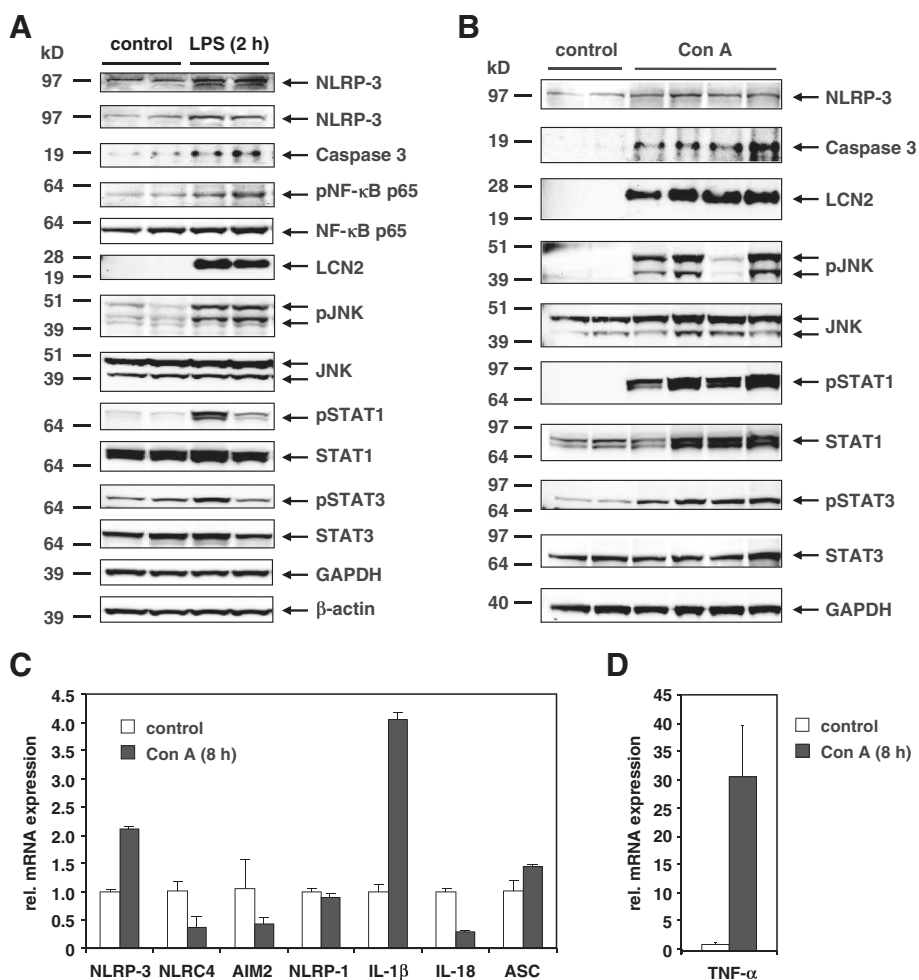 A
control LPS (2 h)
kD
97 NLRP-3
97 NLRP-3
19 Caspase 3
64 pNF-κB p65
64 NF-κB p65
28
19 LCN2
51
39 pJNK
51
39 JNK
64 pSTAT1
64 STAT1
64 pSTAT3
64 STAT3
39 GAPDH
39 β-actin
B
control Con A
kD
97 NLRP-3
19 Caspase 3
28
19 LCN2
51
39 pJNK
51
39 JNK
97
64 pSTAT1
97
64 STAT1
97
64 pSTAT3
97
64 STAT3
40 GAPDH
C
rel. mRNA expression
4.5
4.0
3.5
3.0
2.5
2.0
1.5
1.0
0.5
0
control
Con A (8 h)
NLRP-3 NLRC4 AIM2 NLRP-1 IL-1β IL-18 ASC
D
rel. mRNA expression
45
40
35
30
25
20
15
10
5
0
control
Con A (8 h)
TNF-α